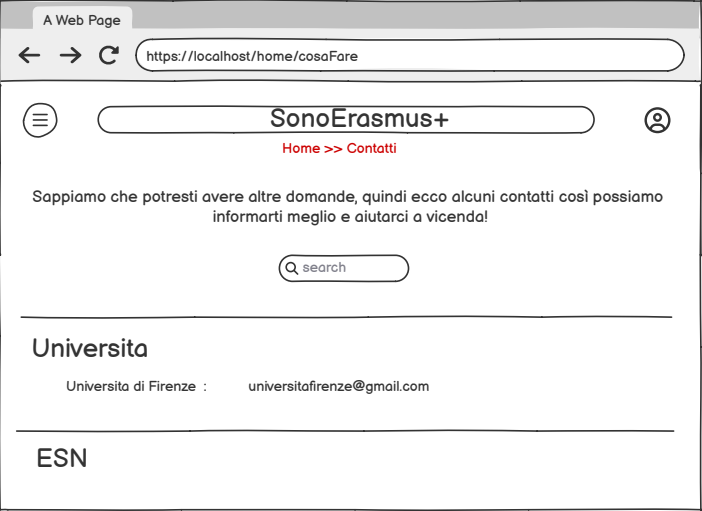 A Web Page
https://localhost/home/cosaFare
SonoErasmus+
Home >> Contatti
Sappiamo che potresti avere altre domande, quindi ecco alcuni contatti così possiamo
informarti meglio e aiutarci a vicenda!
search
Universita
Universita di Firenze : universitafirenze@gmail.com
ESN